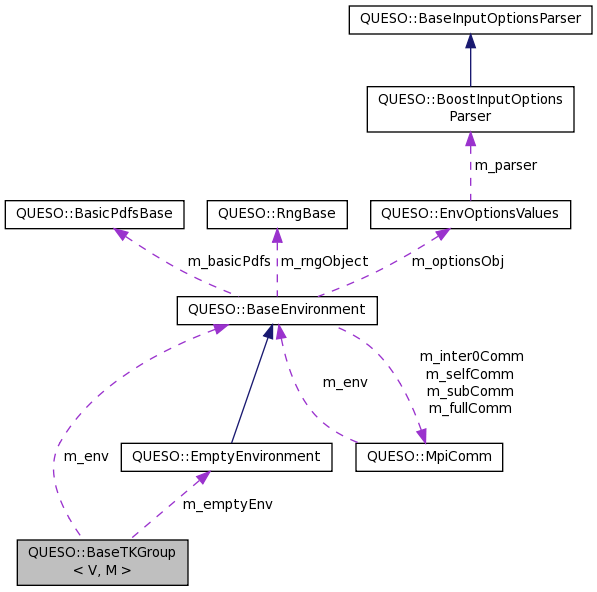 QUESO::BaseInputOptionsParser
QUESO::BoostInputOptions
Parser
m_parser
QUESO::BasicPdfsBase
QUESO::RngBase
QUESO::EnvOptionsValues
m_basicPdfs
m_rngObject
m_optionsObj
QUESO::BaseEnvironment
m_inter0Comm
m_selfComm
m_subComm
m_fullComm
m_env
m_env
QUESO::EmptyEnvironment
QUESO::MpiComm
m_emptyEnv
QUESO::BaseTKGroup
< V, M >